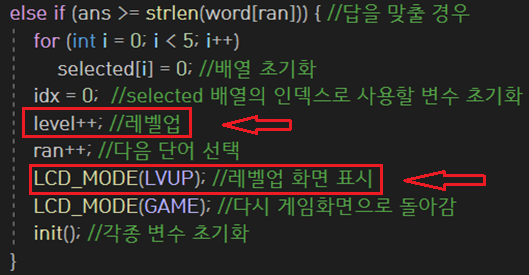 else if (ans >= strlen(word[ran])) { //답을 맞출 경우
for (int i = 0; i < 5; i++)
selected[i] = 0; //배열 초기화
idx = 0; //selected 배열의 인덱스로 사용할 변수 초기화
level++; //레벨업
ran++; //다음 단어 선택
LCD_MODE(LVUP); //레벨업 화면 표시
LCD_MODE(GAME); //다시 게임화면으로 돌아감
init(); //각종 변수 초기화
}